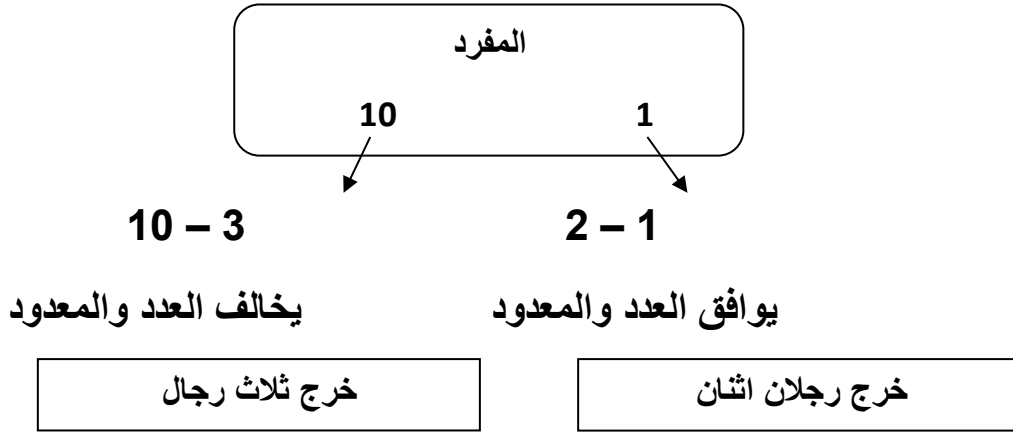 المفرد
1 10
1 – 2 3 – 10
يوافق العدد والمعدود يخالف العدد والمعدود
خرج رجلان اثنان خرج ثلاث رجال